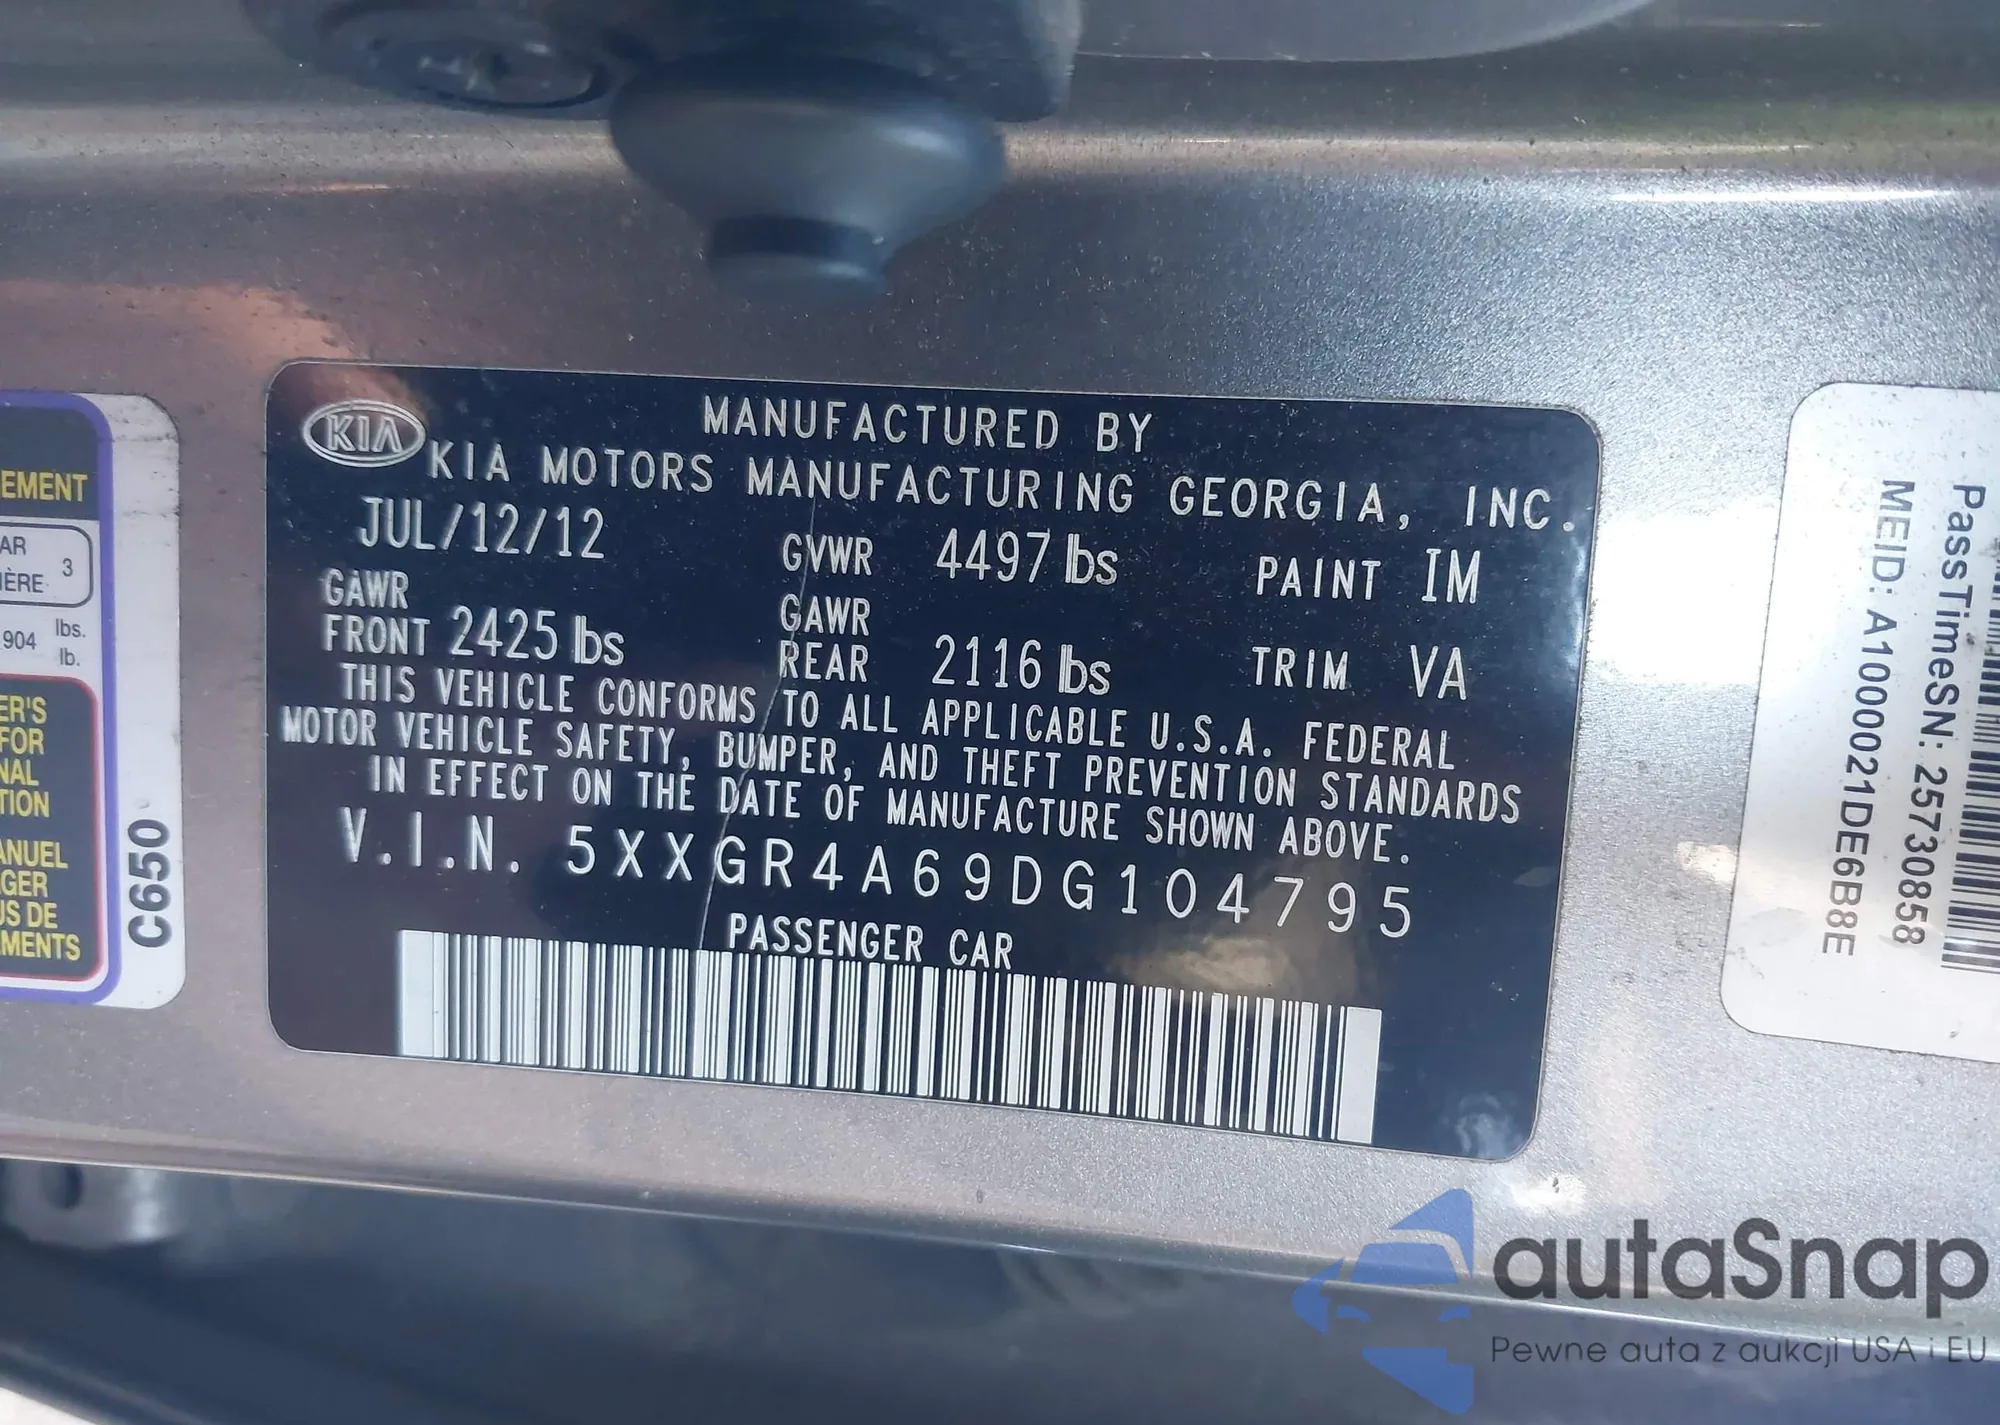 EMENT
AR
IÈRE
3
904
lbs.
lb.
ER'S
FOR
NAL
TION
ANUEL
GER
US DE
MENTS
C650
KIA
MANUFACTURED BY
KIA MOTORS MANUFACTURING GEORGIA, INC.
JUL/12/12 GVWR 4497 lbs PAINT IM
GAWR
FRONT 2425 lbs
GAWR
REAR 2116 lbs TRIM VA
THIS VEHICLE CONFORMS TO ALL APPLICABLE U.S.A. FEDERAL
MOTOR VEHICLE SAFETY, BUMPER, AND THEFT PREVENTION STANDARDS
IN EFFECT ON THE DATE OF MANUFACTURE SHOWN ABOVE.
V.I.N. 5XXGR4A69DG104795
PASSENGER CAR
PassTimeSN: 25730858
MEID: A1000021DE6B8E
autaSnap
Pewne auta z aukcji USA i EU